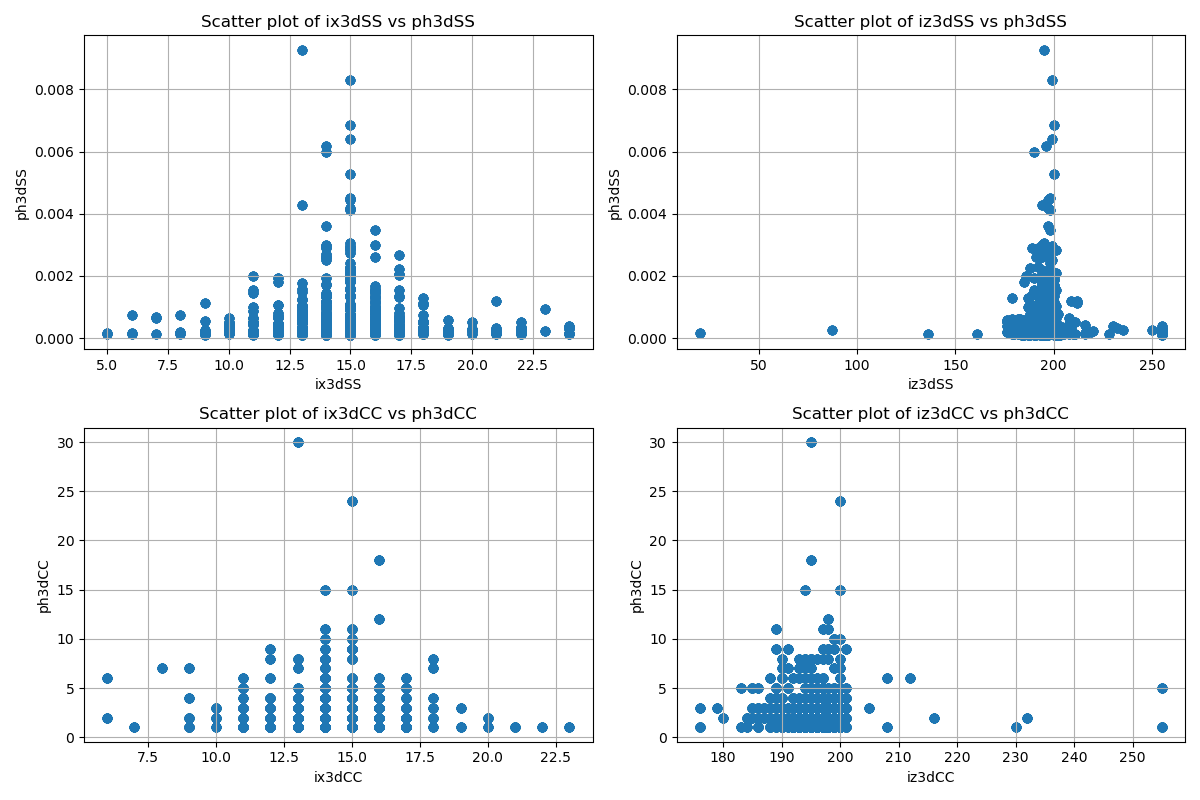 Scatter plot of ix3dSS vs ph3dSS
ph3dSS
0.008
0.006
0.004
0.002
0.000
5.0 7.5 10.0 12.5 15.0 17.5 20.0 22.5
ix3dSS
Scatter plot of iz3dSS vs ph3dSS
ph3dSS
0.008
0.006
0.004
0.002
0.000
50 100 150 200 250
iz3dSS
Scatter plot of ix3dCC vs ph3dCC
ph3dCC
30
25
20
15
10
5
0
7.5 10.0 12.5 15.0 17.5 20.0 22.5
ix3dCC
Scatter plot of iz3dCC vs ph3dCC
ph3dCC
30
25
20
15
10
5
0
180 190 200 210 220 230 240 250
iz3dCC